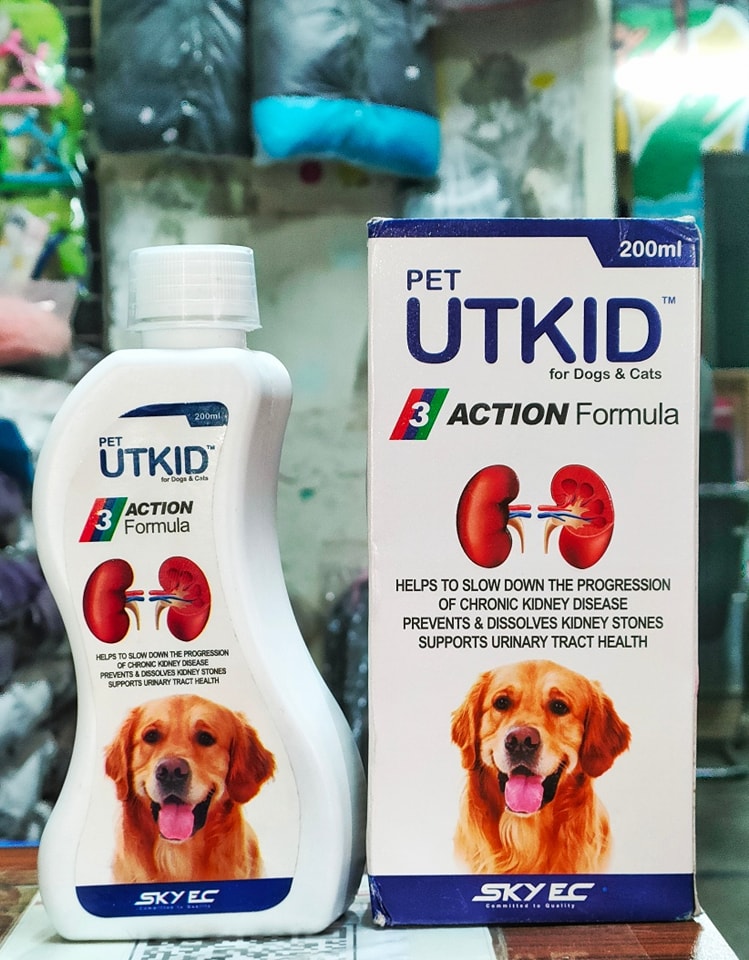 200ml
PET
UTKID™
for Dogs & Cats
3 ACTION
Formula
HELPS TO SLOW DOWN THE PROGRESSION
OF CHRONIC KIDNEY DISEASE
PREVENTS & DISSOLVES KIDNEY STONES
SUPPORTS URINARY TRACT HEALTH
SKYEC
Committed to Quality
200ml
PET
UTKID™
for Dogs & Cats
3 ACTION Formula
HELPS TO SLOW DOWN THE PROGRESSION
OF CHRONIC KIDNEY DISEASE
PREVENTS & DISSOLVES KIDNEY STONES
SUPPORTS URINARY TRACT HEALTH
SKYEC
Committed to Quality